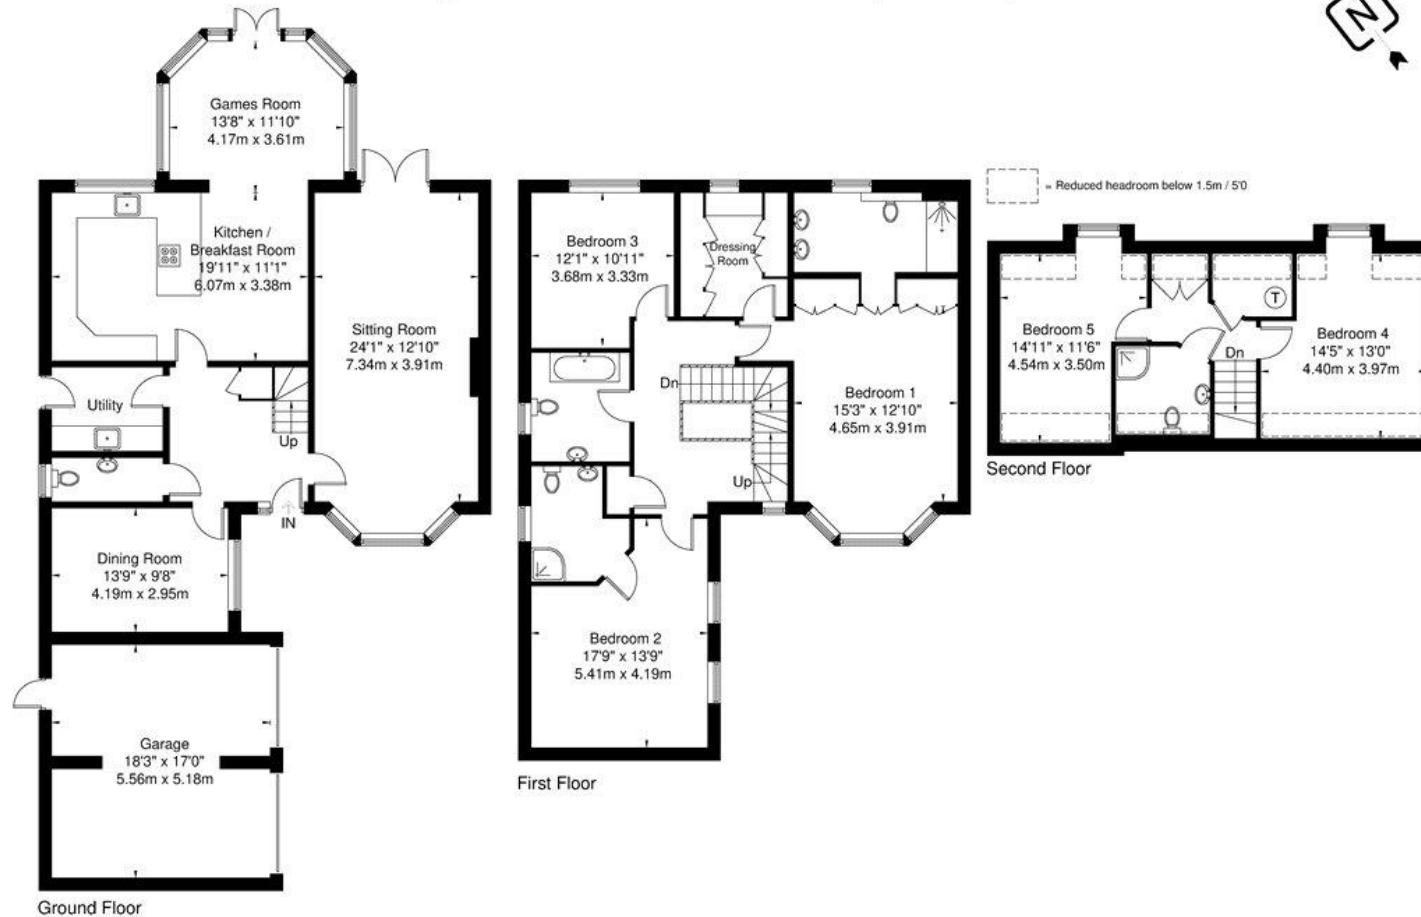 N
Games Room
13'8" x 11'10"
4.17m x 3.61m
Kitchen /
Breakfast Room
19'11" x 11'1"
6.07m x 3.38m
Sitting Room
24'1" x 12'10"
7.34m x 3.91m
Utility
Up
IN
Dining Room
13'9" x 9'8"
4.19m x 2.95m
Garage
18'3" x 17'0"
5.56m x 5.18m
Ground Floor
Bedroom 3
12'1" x 10'11"
3.68m x 3.33m
Dressing
Room
Dn
Bedroom 1
15'3" x 12'10"
4.65m x 3.91m
Up
Bedroom 2
17'9" x 13'9"
5.41m x 4.19m
First Floor
= Reduced headroom below 1.5m / 5'0
T
Bedroom 5
14'11" x 11'6"
4.54m x 3.50m
Dn
Bedroom 4
14'5" x 13'0"
4.40m x 3.97m
Second Floor